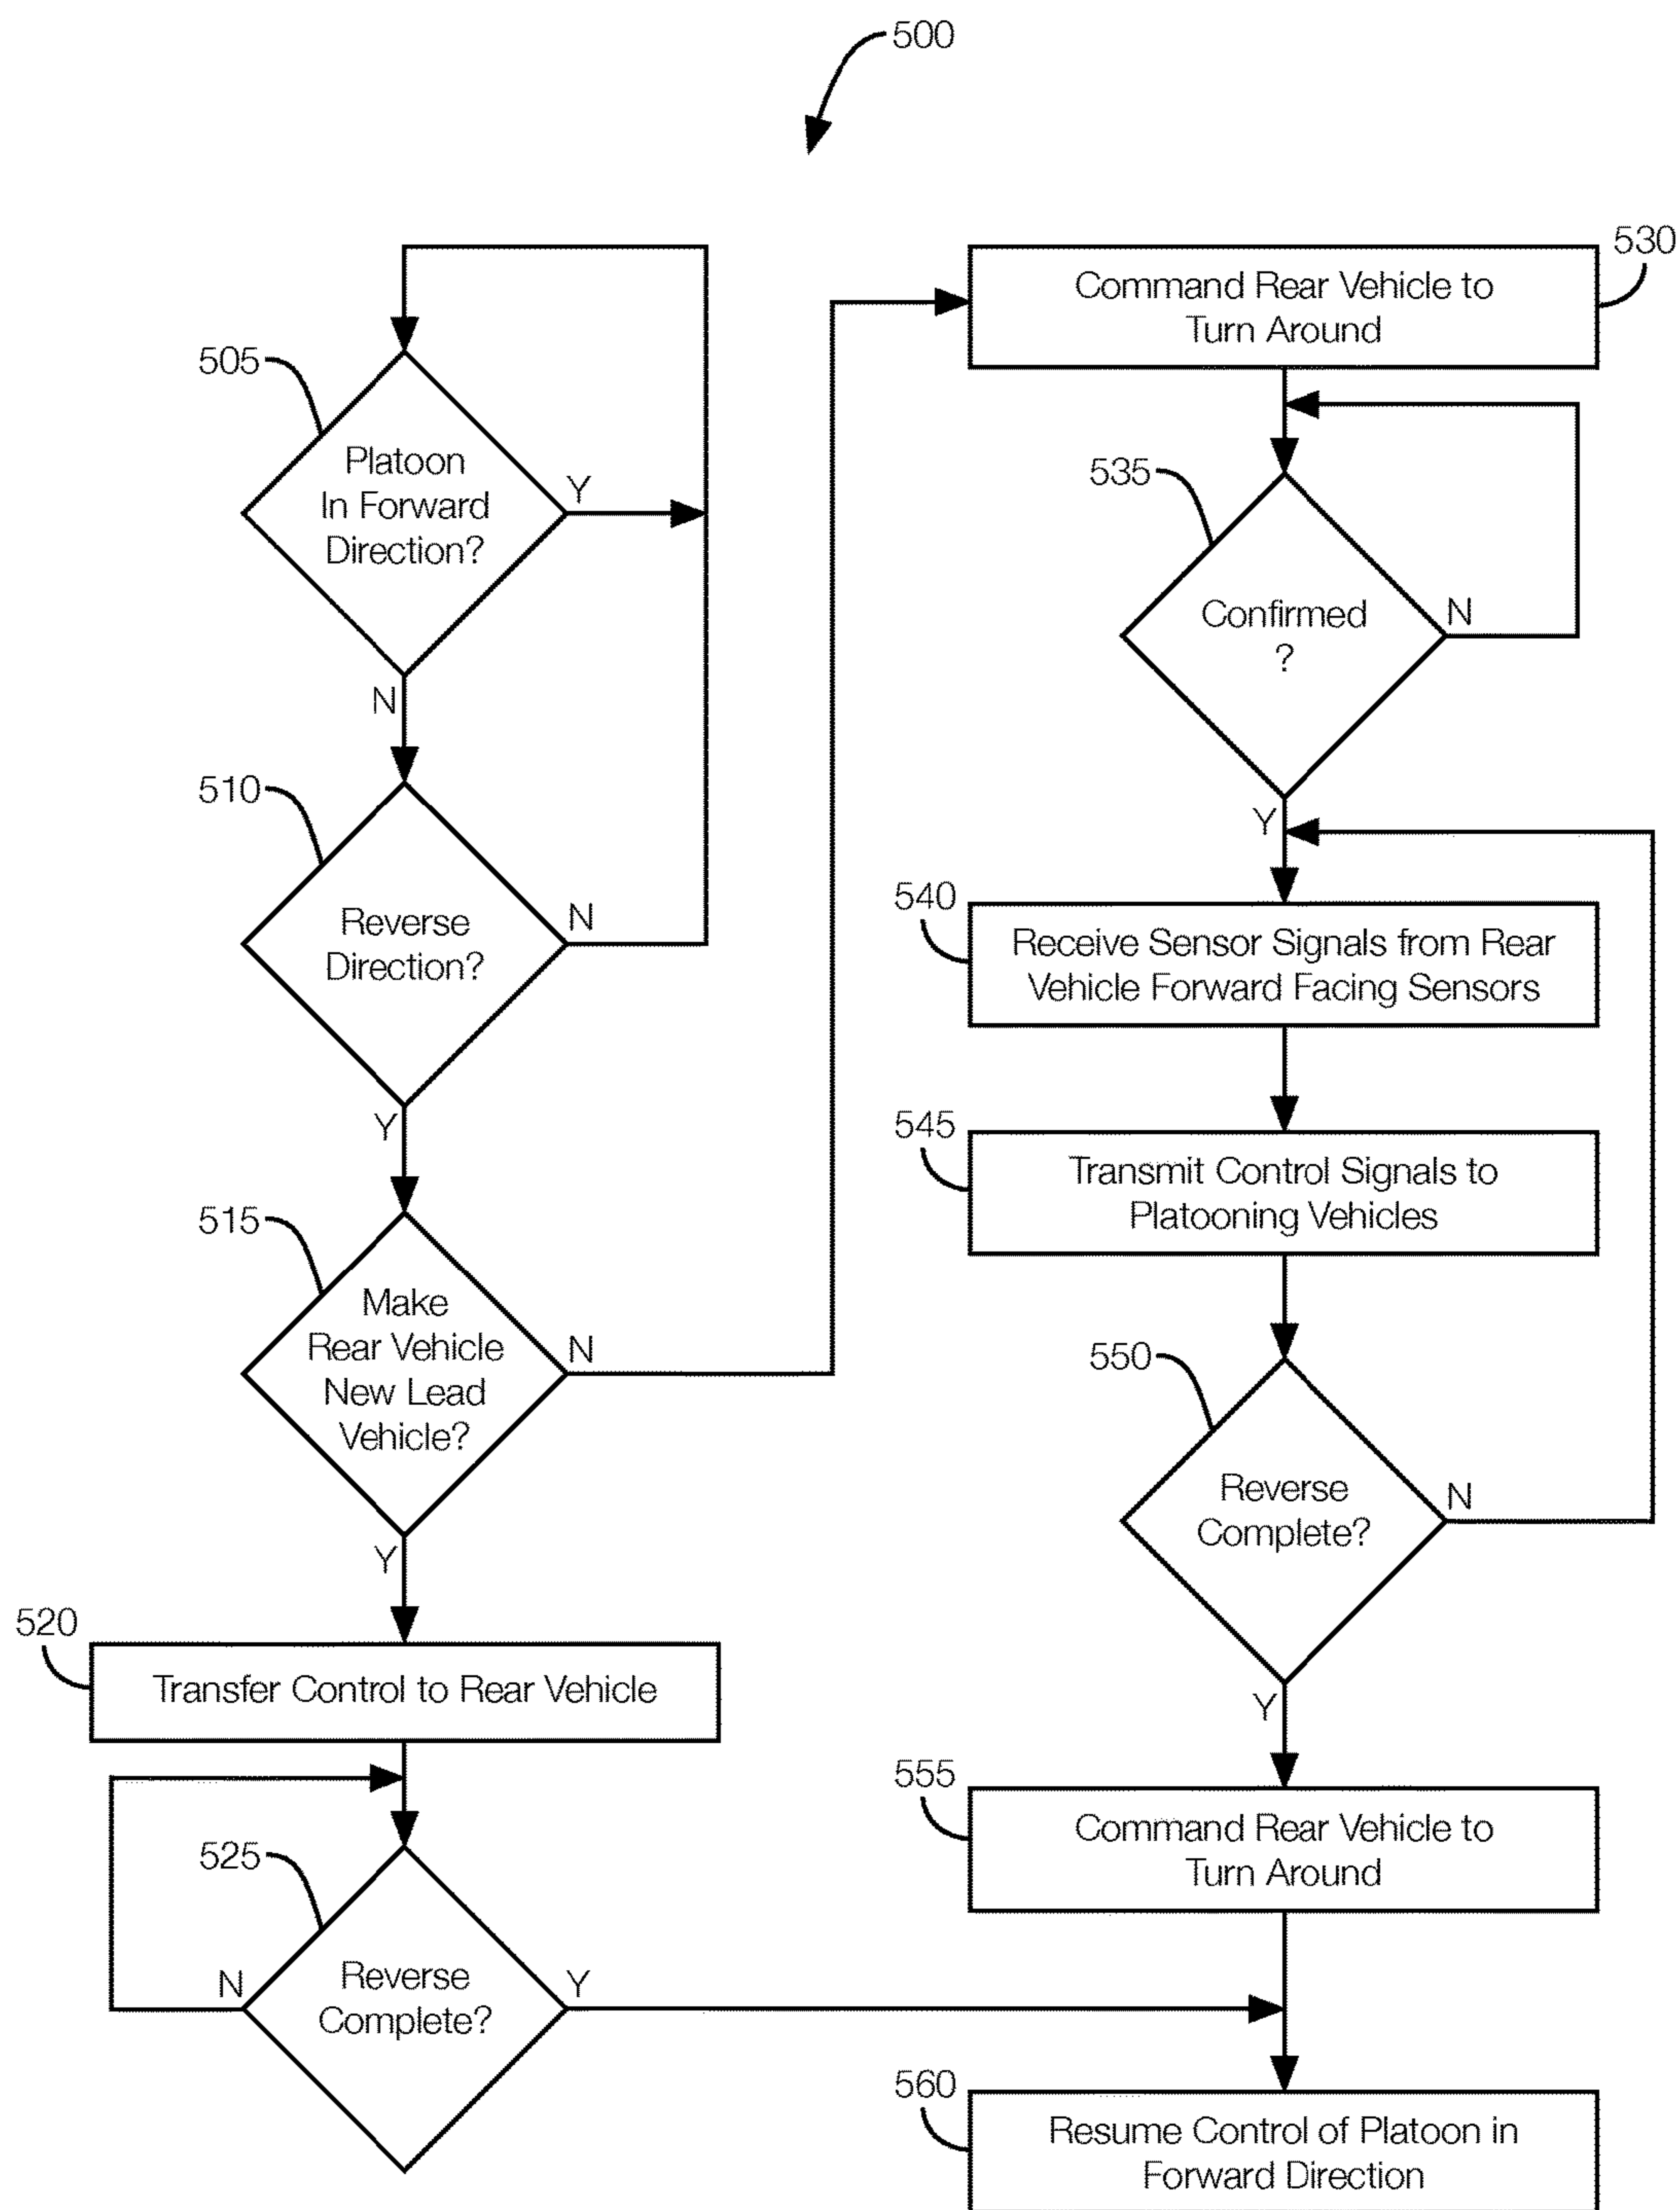 500
505
Platoon
In Forward
Direction?
Y
N
510
Reverse
Direction?
N
Y
515
Make
Rear Vehicle
New Lead
Vehicle?
N
Y
520
Transfer Control to Rear Vehicle
525
Reverse
Complete?
N
Y
530
Command Rear Vehicle to
Turn Around
535
Confirmed
?
N
Y
540
Receive Sensor Signals from Rear
Vehicle Forward Facing Sensors
545
Transmit Control Signals to
Platooning Vehicles
550
Reverse
Complete?
N
Y
555
Command Rear Vehicle to
Turn Around
560
Resume Control of Platoon in
Forward Direction